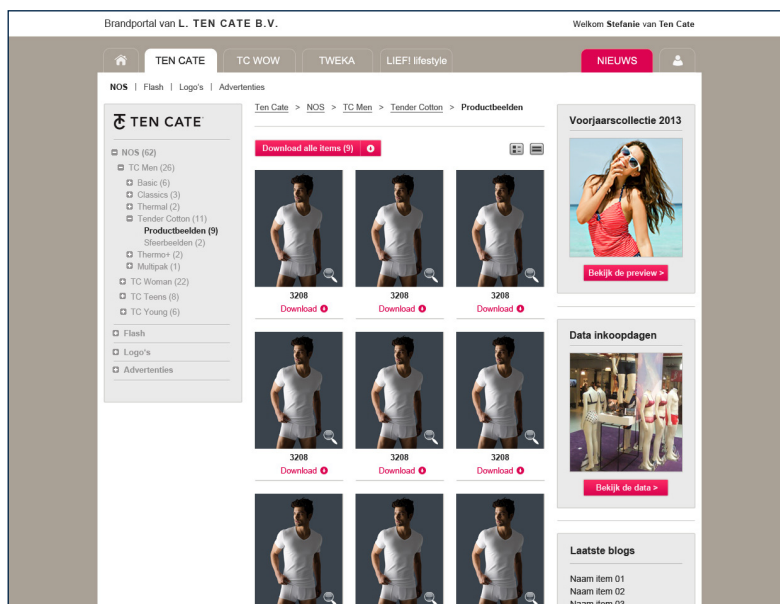 Brandportal van L. TEN CATE B.V.
Welkom Stefanie van Ten Cate
TEN CATE
TC WOW
TWEKA
LIEF! lifestyle
NIEUWS
NOS | Flash | Logo's | Advertenties
TEN CATE
NOS (62)
TC Men (26)
Basic (6)
Classics (3)
Thermal (2)
Tender Cotton (11)
Productbeelden (9)
Sfeerbeelden (2)
Thermo+ (2)
Multipak (1)
TC Woman (22)
TC Teens (8)
TC Young (6)
Flash
Logo's
Advertenties
Ten Cate > NOS > TC Men > Tender Cotton > Productbeelden
Download alle items (9)
3208 3208 3208
Download Download Download
3208 3208 3208
Download Download Download
Voorjaarscollectie 2013
Bekijk de preview >
Data inkoopdagen
Bekijk de data >
Laatste blogs
Naam item 01
Naam item 02
Naam item 03